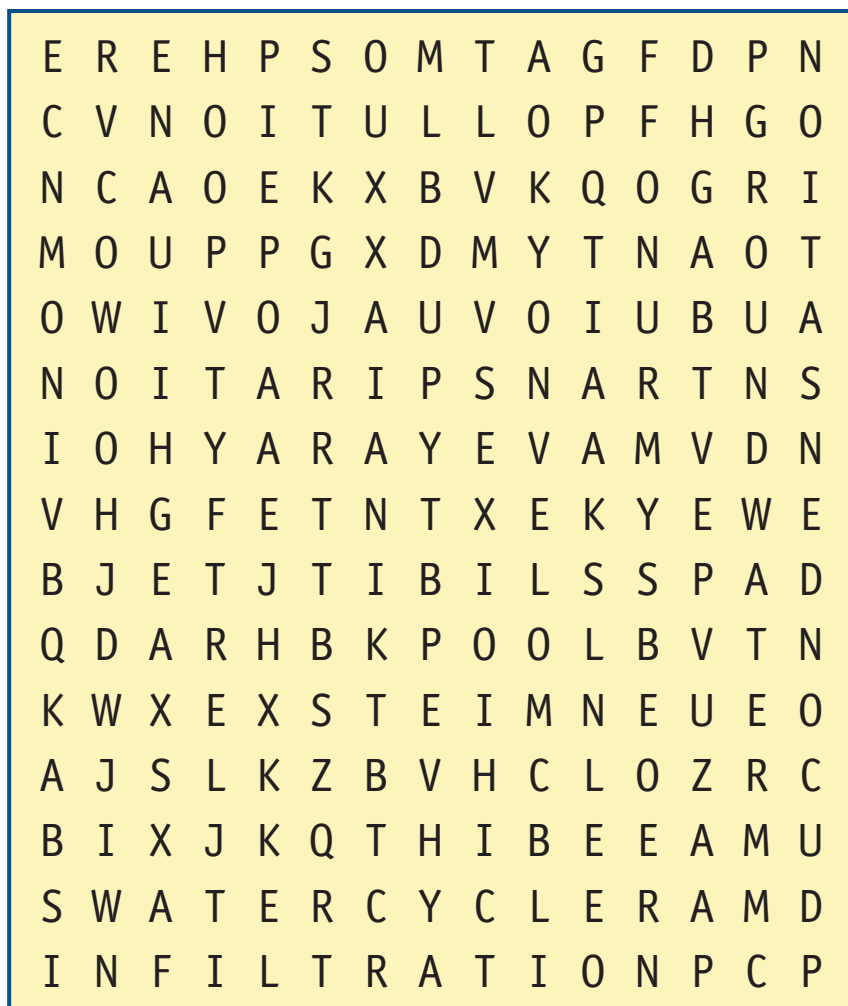 E R E H P S O M T A G F D P N
C V N O I T U L L O P F H G O
N C A O E K X B V K Q O G R I
M O U P P G X D M Y T N A O T
O W I V O J A U V O I U B U A
N O I T A R I P S N A R T N S
I O H Y A R A Y E V A M V D N
V H G F E T N T X E K Y E W E
B J E T J T I B I L S S P A D
Q D A R H B K P O O L B V T N
K W X E X S T E I M N E U E O
A J S L K Z B V H C L O Z R C
B I X J K Q T H I B E E A M U
S W A T E R C Y C L E R A M D
I N F I L T R A T I O N P C P